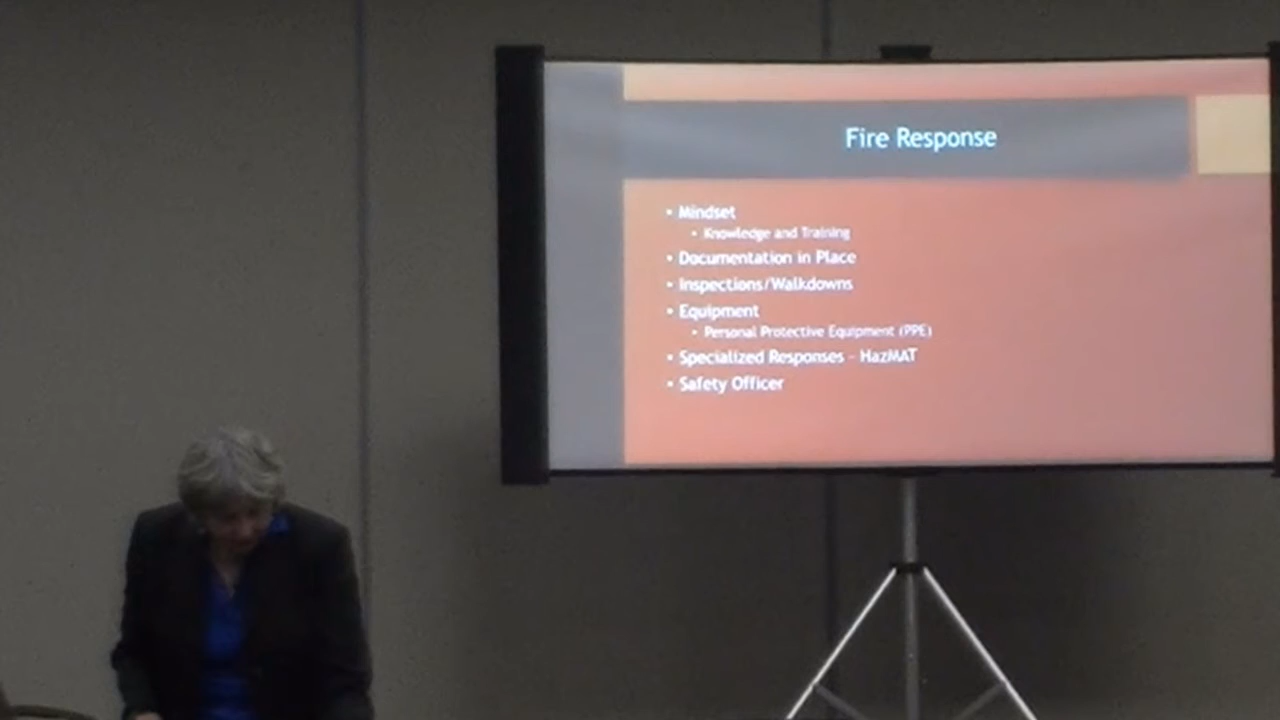 Fire Response
• Mindset
• Knowledge and Training
• Documentation in Place
• Inspections/Walkdowns
• Equipment
• Personal Protective Equipment (PPE)
• Specialized Responses - HazMAT
• Safety Officer